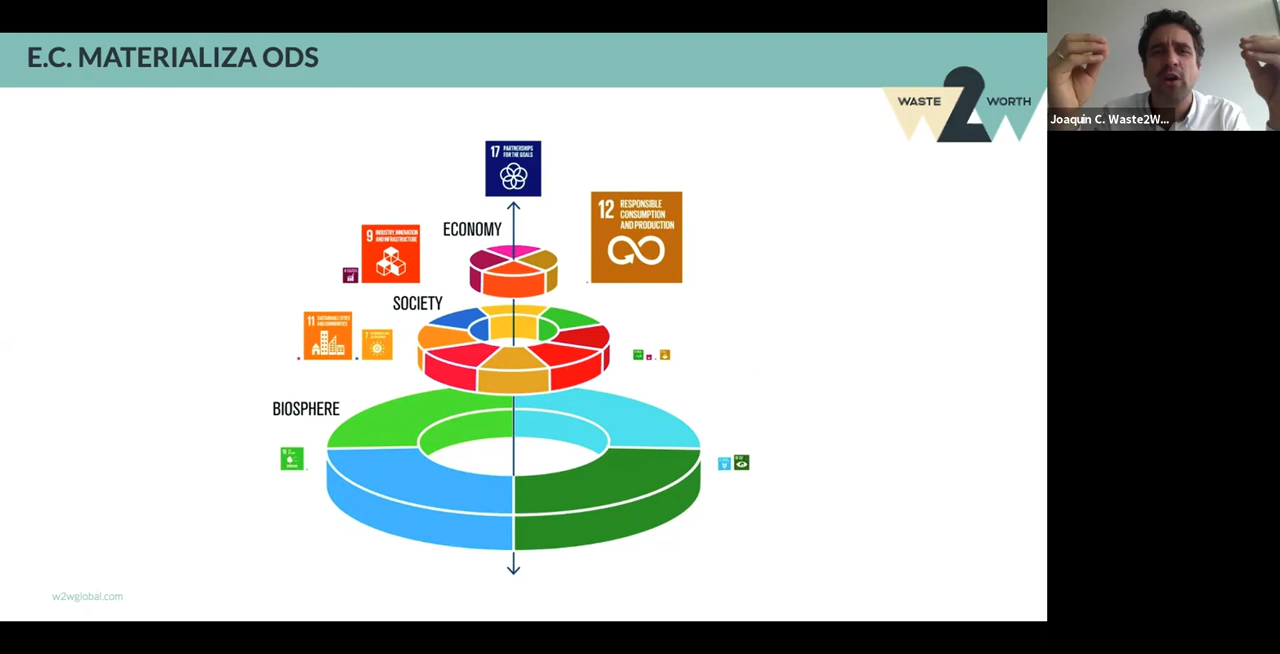 E.C. MATERIALIZA ODS
WASTE 2 WORTH
W W
Joaquin C. Waste2W...
17 PARTNERSHIPS
FOR THE GOALS
12 RESPONSIBLE
CONSUMPTION
AND PRODUCTION
ECONOMY
9 INDUSTRY, INNOVATION
AND INFRASTRUCTURE
SOCIETY
11 SUSTAINABLE CITIES
AND COMMUNITIES
7
BIOSPHERE
w2wglobal.com